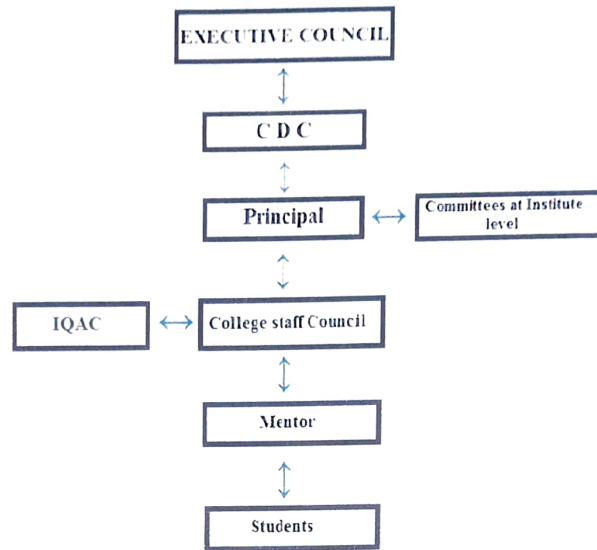 EXECUTIVE COUNCIL
C D C
Principal
Committees at Institute
level
IQAC
College staff Council
Mentor
Students